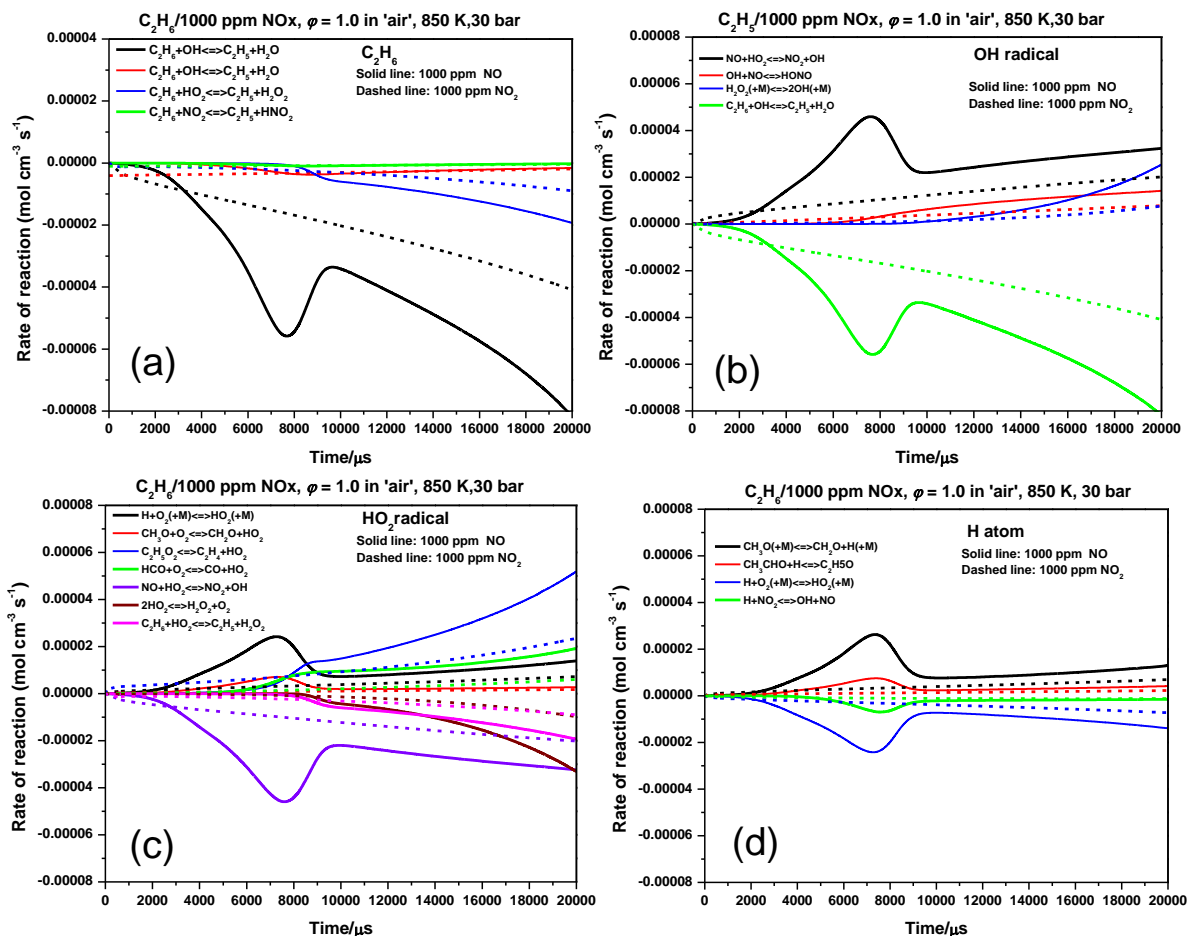 C₂H₆/1000 ppm NOx, φ = 1.0 in 'air', 850 K,30 bar
0.00004
0.00002
0.00000
-0.00002
-0.00004
-0.00006
-0.00008
Rate of reaction (mol cm⁻³ s⁻¹)
C₂H₆+OH<=>C₂H₅+H₂O
C₂H₆+OH<=>C₂H₅+H₂O
C₂H₆+HO₂<=>C₂H₅+H₂O₂
C₂H₆+NO₂<=>C₂H₅+HNO₂
C₂H₆
Solid line: 1000 ppm NO
Dashed line: 1000 ppm NO₂
(a)
0 2000 4000 6000 8000 10000 12000 14000 16000 18000 20000
Time/μs
C₂H₅/1000 ppm NOx, φ = 1.0 in 'air', 850 K,30 bar
0.00008
0.00006
0.00004
0.00002
0.00000
-0.00002
-0.00004
-0.00006
-0.00008
Rate of reaction (mol cm⁻³ s⁻¹)
NO+HO₂<=>NO₂+OH
OH+NO<=>HONO
H₂O₂(+M)<=>2OH(+M)
C₂H₆+OH<=>C₂H₅+H₂O
OH radical
Solid line: 1000 ppm NO
Dashed line: 1000 ppm NO₂
(b)
0 2000 4000 6000 8000 10000 12000 14000 16000 18000 20000
Time/μs
C₂H₆/1000 ppm NOx, φ = 1.0 in 'air', 850 K,30 bar
0.00008
0.00006
0.00004
0.00002
0.00000
-0.00002
-0.00004
-0.00006
-0.00008
Rate of reaction (mol cm⁻³ s⁻¹)
H+O₂(+M)<=>HO₂(+M)
CH₃O+O₂<=>CH₂O+HO₂
C₂H₅O₂<=>C₂H₄+HO₂
HCO+O₂<=>CO+HO₂
NO+HO₂<=>NO₂+OH
2HO₂<=>H₂O₂+O₂
C₂H₆+HO₂<=>C₂H₅+H₂O₂
HO₂radical
Solid line: 1000 ppm NO
Dashed line: 1000 ppm NO₂
(c)
0 2000 4000 6000 8000 10000 12000 14000 16000 18000 20000
Time/μs
C₂H₆/1000 ppm NOx, φ = 1.0 in 'air', 850 K, 30 bar
0.00008
0.00006
0.00004
0.00002
0.00000
-0.00002
-0.00004
-0.00006
-0.00008
Rate of reaction (mol cm⁻³ s⁻¹)
CH₃O(+M)<=>CH₂O+H(+M)
CH₃CHO+H<=>C₂H5O
H+O₂(+M)<=>HO₂(+M)
H+NO₂<=>OH+NO
H atom
Solid line: 1000 ppm NO
Dashed line: 1000 ppm NO₂
(d)
0 2000 4000 6000 8000 10000 12000 14000 16000 18000 20000
Time/μs